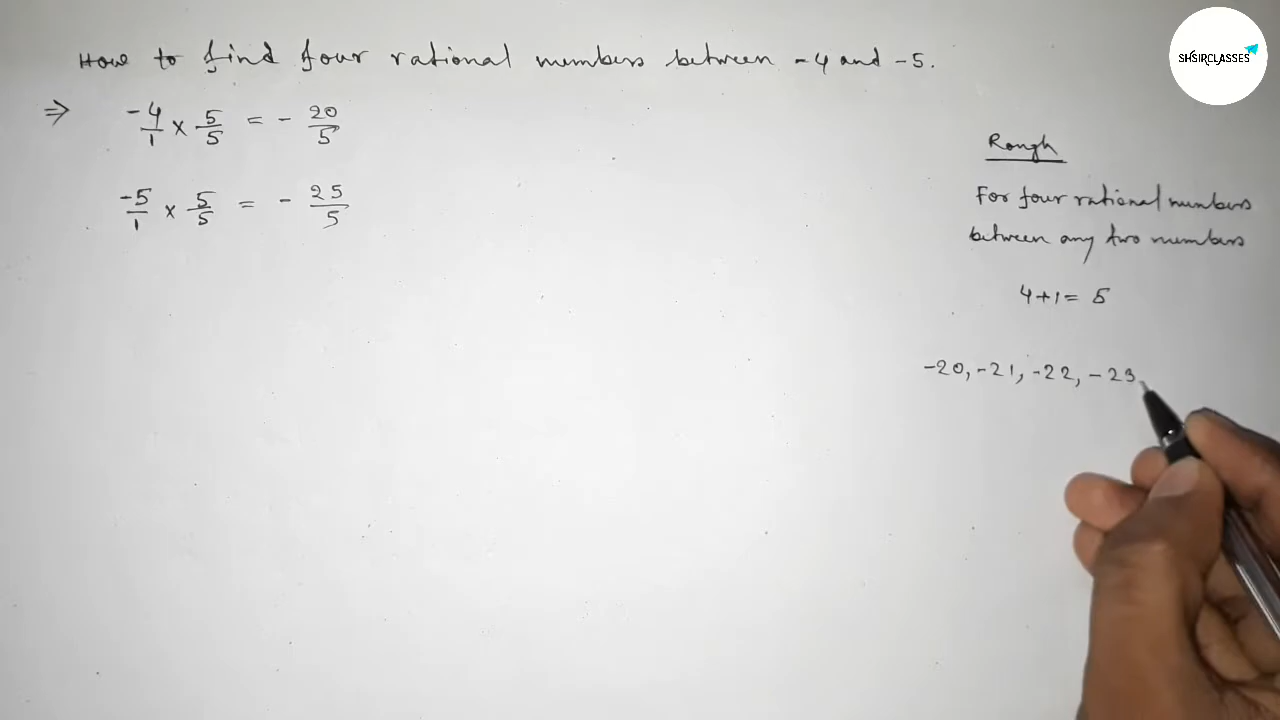 How to find four rational numbers between -4 and -5.
⇒ -4/1 × 5/5 = - 20/5
-5/1 × 5/5 = - 25/5
SHSIRCLASSES
Rough
For four rational numbers
between any two numbers
4+1= 5
-20, -21, -22, -23